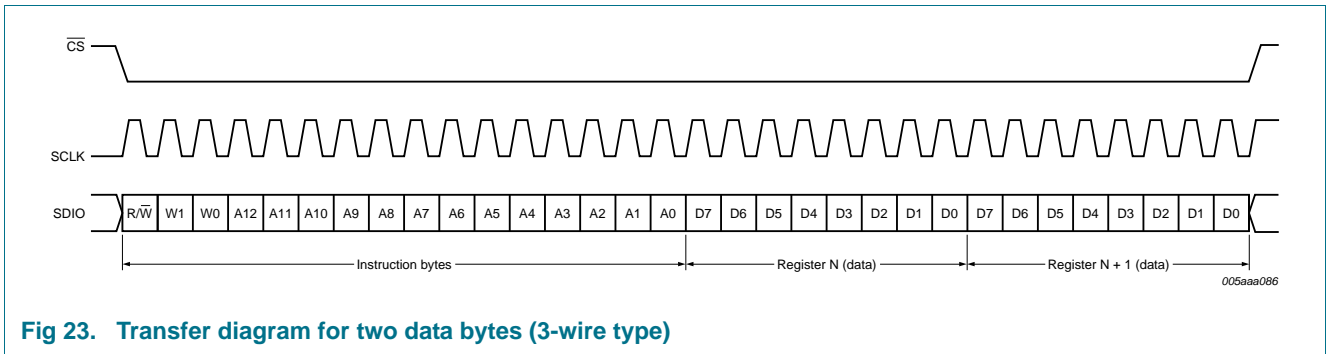 CS
SCLK
SDIO R/W W1 W0 A12 A11 A10 A9 A8 A7 A6 A5 A4 A3 A2 A1 A0 D7 D6 D5 D4 D3 D2 D1 D0 D7 D6 D5 D4 D3 D2 D1 D0
Instruction bytes Register N (data) Register N + 1 (data)
005aaa086
Fig 23. Transfer diagram for two data bytes (3-wire type)